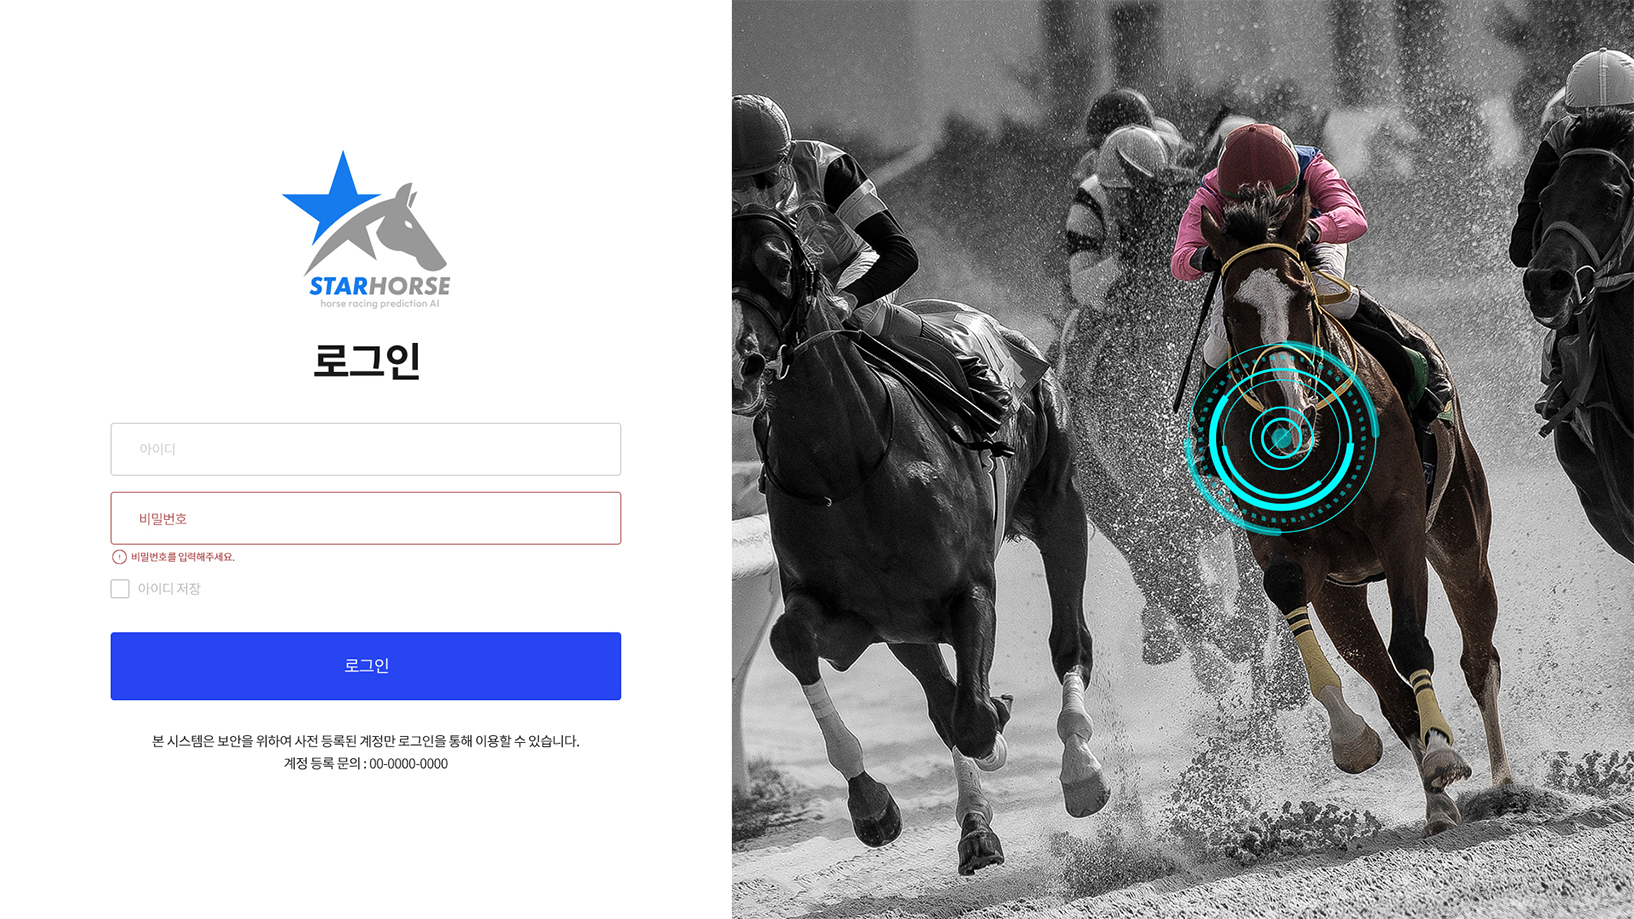 STARHORSE
horse racing prediction AI
로그인
아이디
비밀번호
비밀번호를 입력해주세요.
아이디 저장
로그인
본 시스템은 보안을 위하여 사전 등록된 계정만 로그인을 통해 이용할 수 있습니다.
계정 등록 문의 : 00-0000-0000